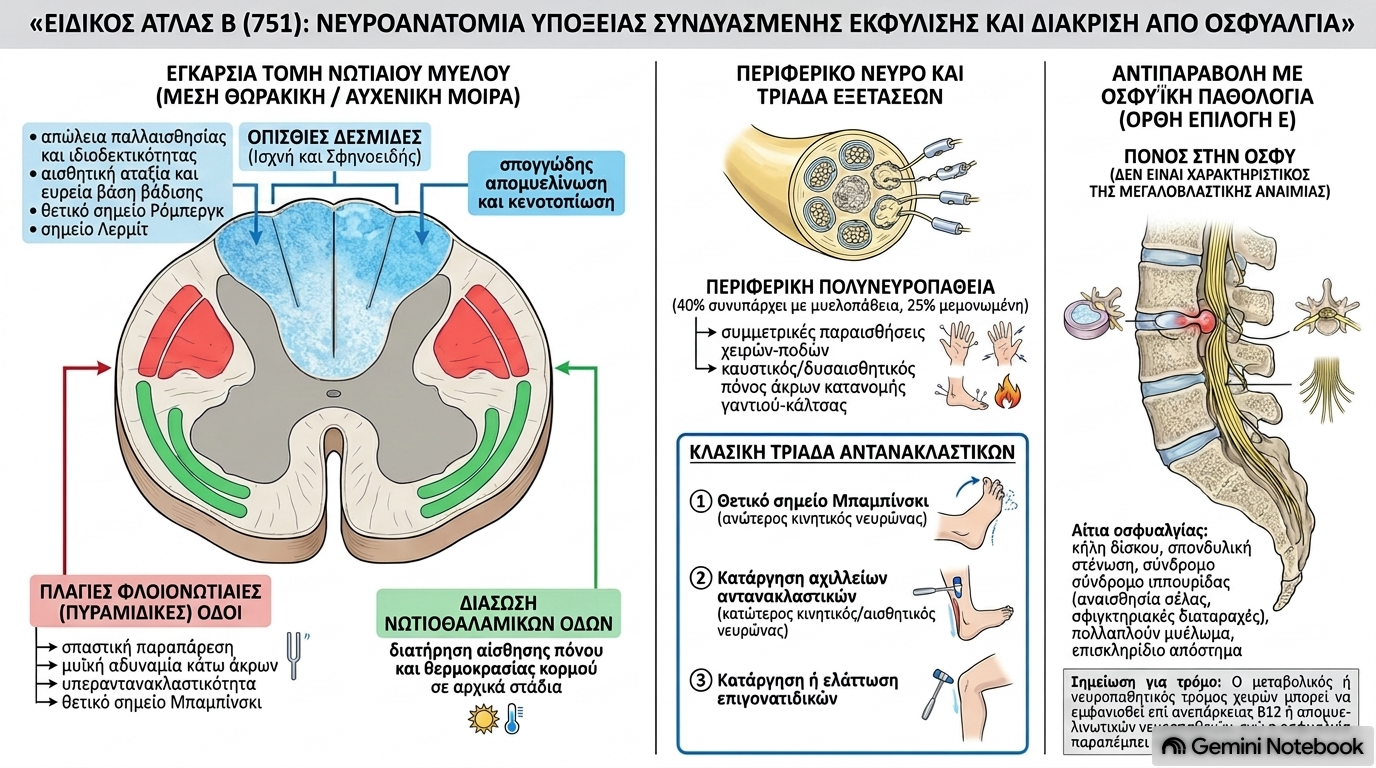 «ΕΙΔΙΚΟΣ ΑΤΛΑΣ Β (751): ΝΕΥΡΟΑΝΑΤΟΜΙΑ ΥΠΟΞΕΙΑΣ ΣΥΝΔΥΑΣΜΕΝΗΣ ΕΚΦΥΛΙΣΗΣ ΚΑΙ ΔΙΑΚΡΙΣΗ ΑΠΟ ΟΣΦΥΑΛΓΙΑ»
ΕΓΚΑΡΣΙΑ ΤΟΜΗ ΝΩΤΙΑΙΟΥ ΜΥΕΛΟΥ
(ΜΕΣΗ ΘΩΡΑΚΙΚΗ / ΑΥΧΕΝΙΚΗ ΜΟΙΡΑ)
• απώλεια παλλαισθησίας
και ιδιοδεκτικότητας
• αισθητική αταξία και
ευρεία βάση βάδισης
• θετικό σημείο Ρόμπεργκ
• σημείο Λερμίτ
ΟΠΙΣΘΙΕΣ ΔΕΣΜΙΔΕΣ
(Ισχνή και Σφηνοειδής)
σπογγώδης
απομυελίνωση
και κενοτοπίωση
ΠΛΑΓΙΕΣ ΦΛΟΙΟΝΩΤΙΑΙΕΣ
(ΠΥΡΑΜΙΔΙΚΕΣ) ΟΔΟΙ
σπαστική παραπάρεση
μυϊκή αδυναμία κάτω άκρων
υπεραντανακλαστικότητα
θετικό σημείο Μπαμπίνσκι
ΔΙΑΣΩΣΗ
ΝΩΤΙΟΘΑΛΑΜΙΚΩΝ ΟΔΩΝ
διατήρηση αίσθησης πόνου
και θερμοκρασίας κορμού
σε αρχικά στάδια
ΠΕΡΙΦΕΡΙΚΟ ΝΕΥΡΟ ΚΑΙ
ΤΡΙΑΔΑ ΕΞΕΤΑΣΕΩΝ
ΠΕΡΙΦΕΡΙΚΗ ΠΟΛΥΝΕΥΡΟΠΑΘΕΙΑ
(40% συνυπάρχει με μυελοπάθεια, 25% μεμονωμένη)
συμμετρικές παραισθήσεις
χειρών-ποδών
καυστικός/δυσαισθητικός
πόνος άκρων κατανομής
γαντιού-κάλτσας
ΚΛΑΣΙΚΗ ΤΡΙΑΔΑ ΑΝΤΑΝΑΚΛΑΣΤΙΚΩΝ
① Θετικό σημείο Μπαμπίνσκι
(ανώτερος κινητικός νευρώνας)
② Κατάργηση αχιλλείων
αντανακλαστικών
(κατώτερος κινητικός/αισθητικός
νευρώνας)
③ Κατάργηση ή ελάττωση
επιγονατιδικών
ΑΝΤΙΠΑΡΑΒΟΛΗ ΜΕ
ΟΣΦΥΪΚΗ ΠΑΘΟΛΟΓΙΑ
(ΟΡΘΗ ΕΠΙΛΟΓΗ Ε)
ΠΟΝΟΣ ΣΤΗΝ ΟΣΦΥ
(ΔΕΝ ΕΙΝΑΙ ΧΑΡΑΚΤΗΡΙΣΤΙΚΟΣ
ΤΗΣ ΜΕΓΑΛΟΒΛΑΣΤΙΚΗΣ ΑΝΑΙΜΙΑΣ)
Αίτια οσφυαλγίας:
κήλη δίσκου, σπονδυλική
στένωση, σύνδρομο
σύνδρομο ιππουρίδας
(αναισθησία σέλας,
σφιγκτηριακές διαταραχές),
πολλαπλούν μυέλωμα,
επισκληρίδιο απόστημα
Σημείωση για τρόμο: Ο μεταβολικός ή
νευροπαθητικός τρόμος χειρών μπορεί να
εμφανισθεί επί ανεπάρκειας Β12 ή απομυε-
λινωτικών
παραπέμπει
Gemini Notebook